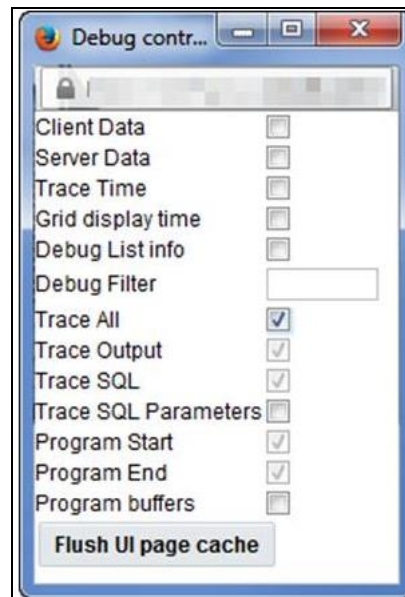 Debug contr...
Client Data
Server Data
Trace Time
Grid display time
Debug List info
Debug Filter
Trace All
Trace Output
Trace SQL
Trace SQL Parameters
Program Start
Program End
Program buffers
Flush UI page cache